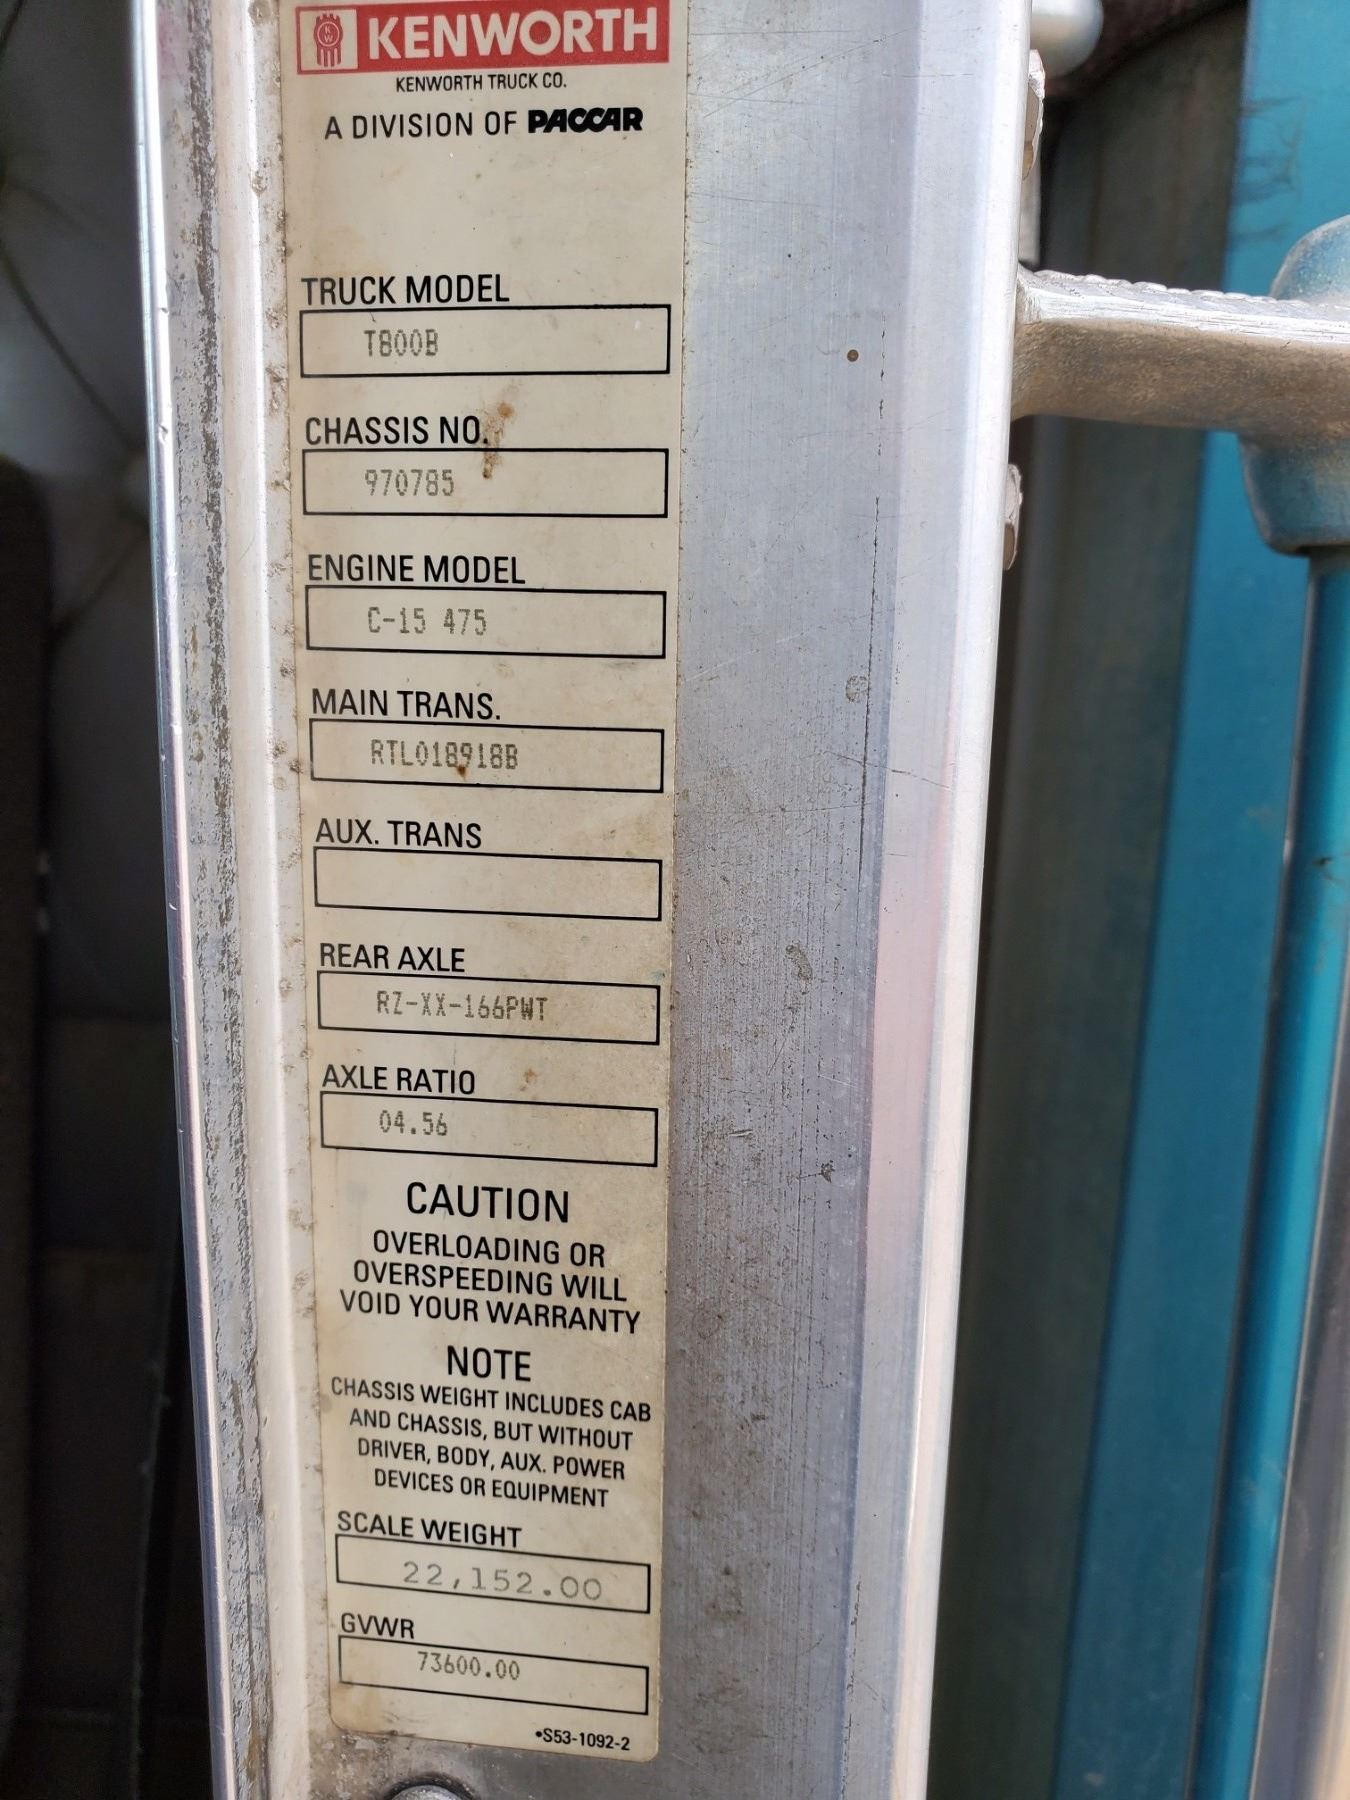 KENWORTH
KENWORTH TRUCK CO.
A DIVISION OF PACCAR
TRUCK MODEL
T800B
CHASSIS NO.
970785
ENGINE MODEL
C-15 475
MAIN TRANS.
RTLO18918B
AUX. TRANS
REAR AXLE
RZ-XX-166PWT
AXLE RATIO
04.56
CAUTION
OVERLOADING OR
OVERSPEEDING WILL
VOID YOUR WARRANTY
NOTE
CHASSIS WEIGHT INCLUDES CAB
AND CHASSIS, BUT WITHOUT
DRIVER, BODY, AUX. POWER
DEVICES OR EQUIPMENT
SCALE WEIGHT
22,152.00
GVWR
73600.00
•S53-1092-2